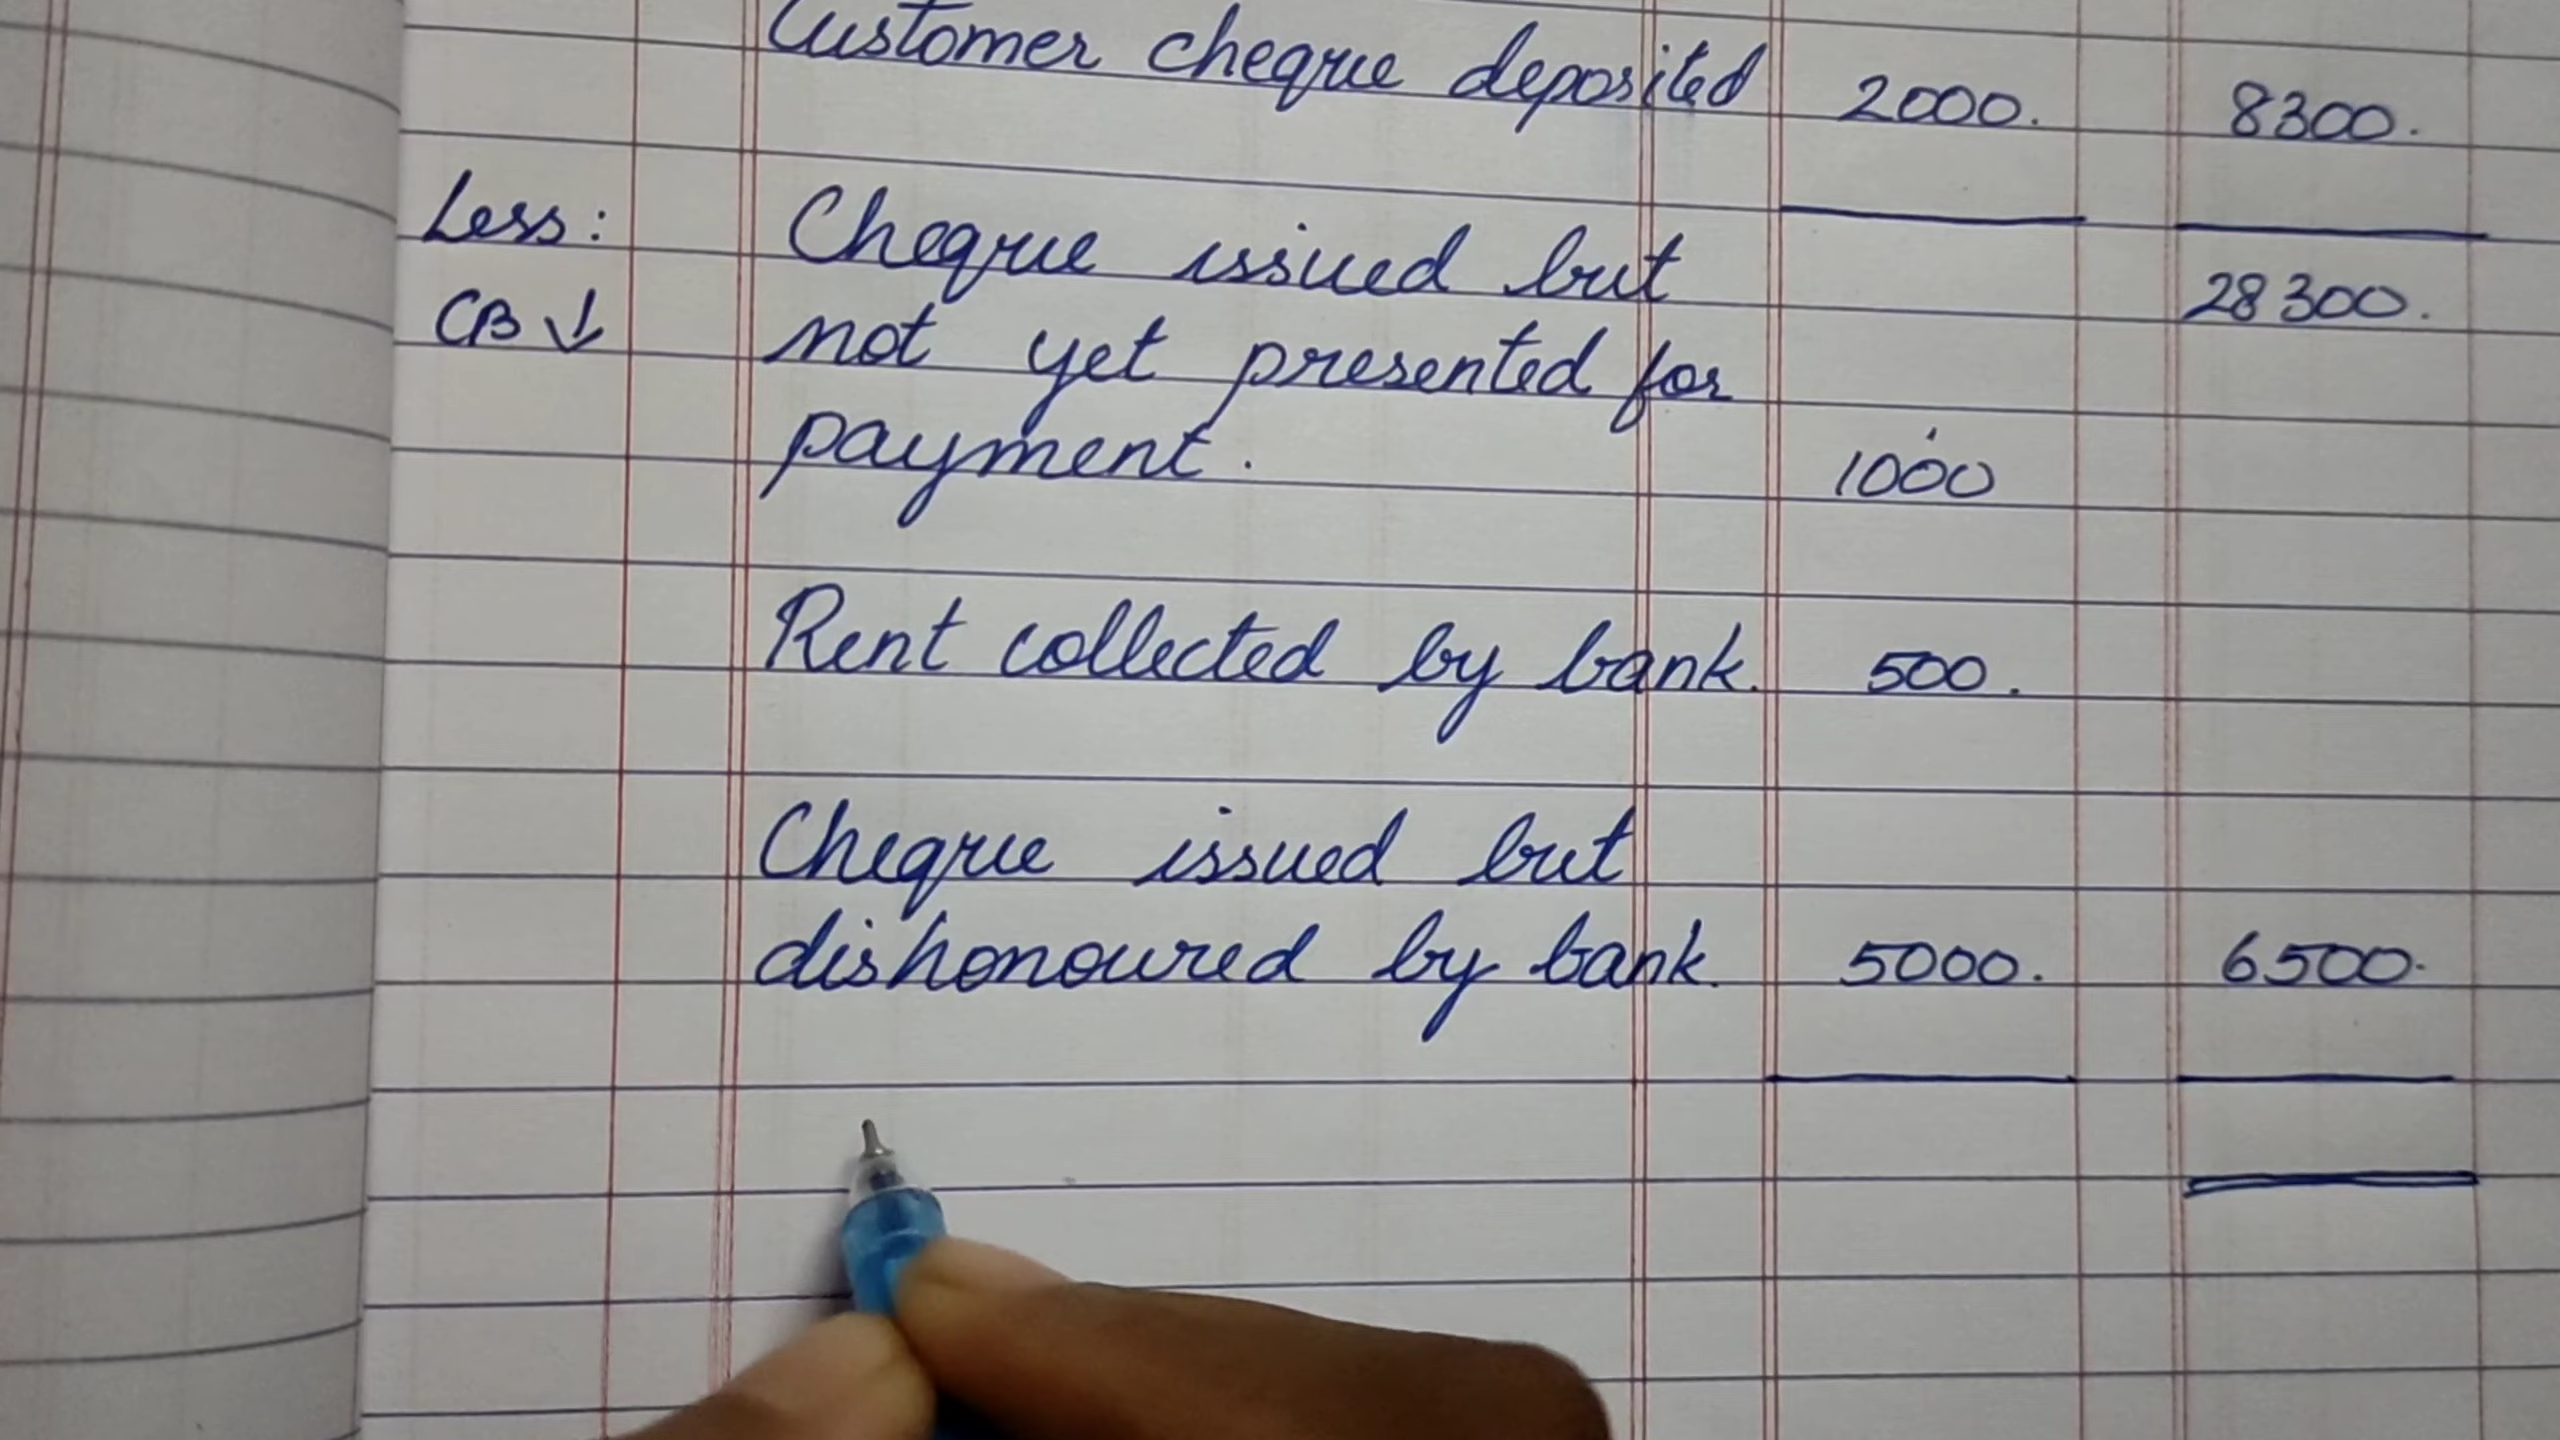 Customer cheque deposited 2000. 8300.
Less: Cheque issued but 28300.
CB ↓ not yet presented for
payment. 1000
Rent collected by bank. 500.
Cheque issued but
dishonoured by bank. 5000. 6500.